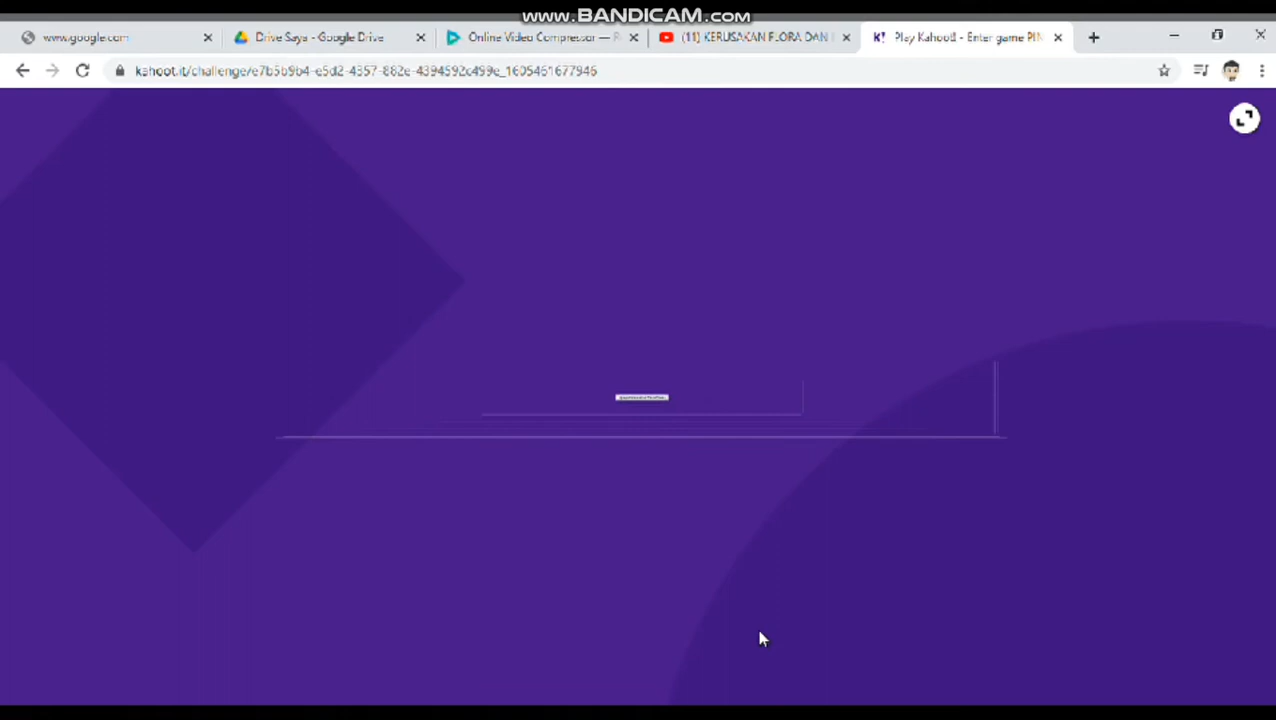 www.BANDICAM.com
www.google.com
Drive Saya - Google Drive
Online Video Compressor —
(11) KERUSAKAN FLORA DAN
K! Play Kahoot! - Enter game PIN
kahoot.it/challenge/e7b5b9b4-e5d2-4357-882e-4394592c499e_1605461677946